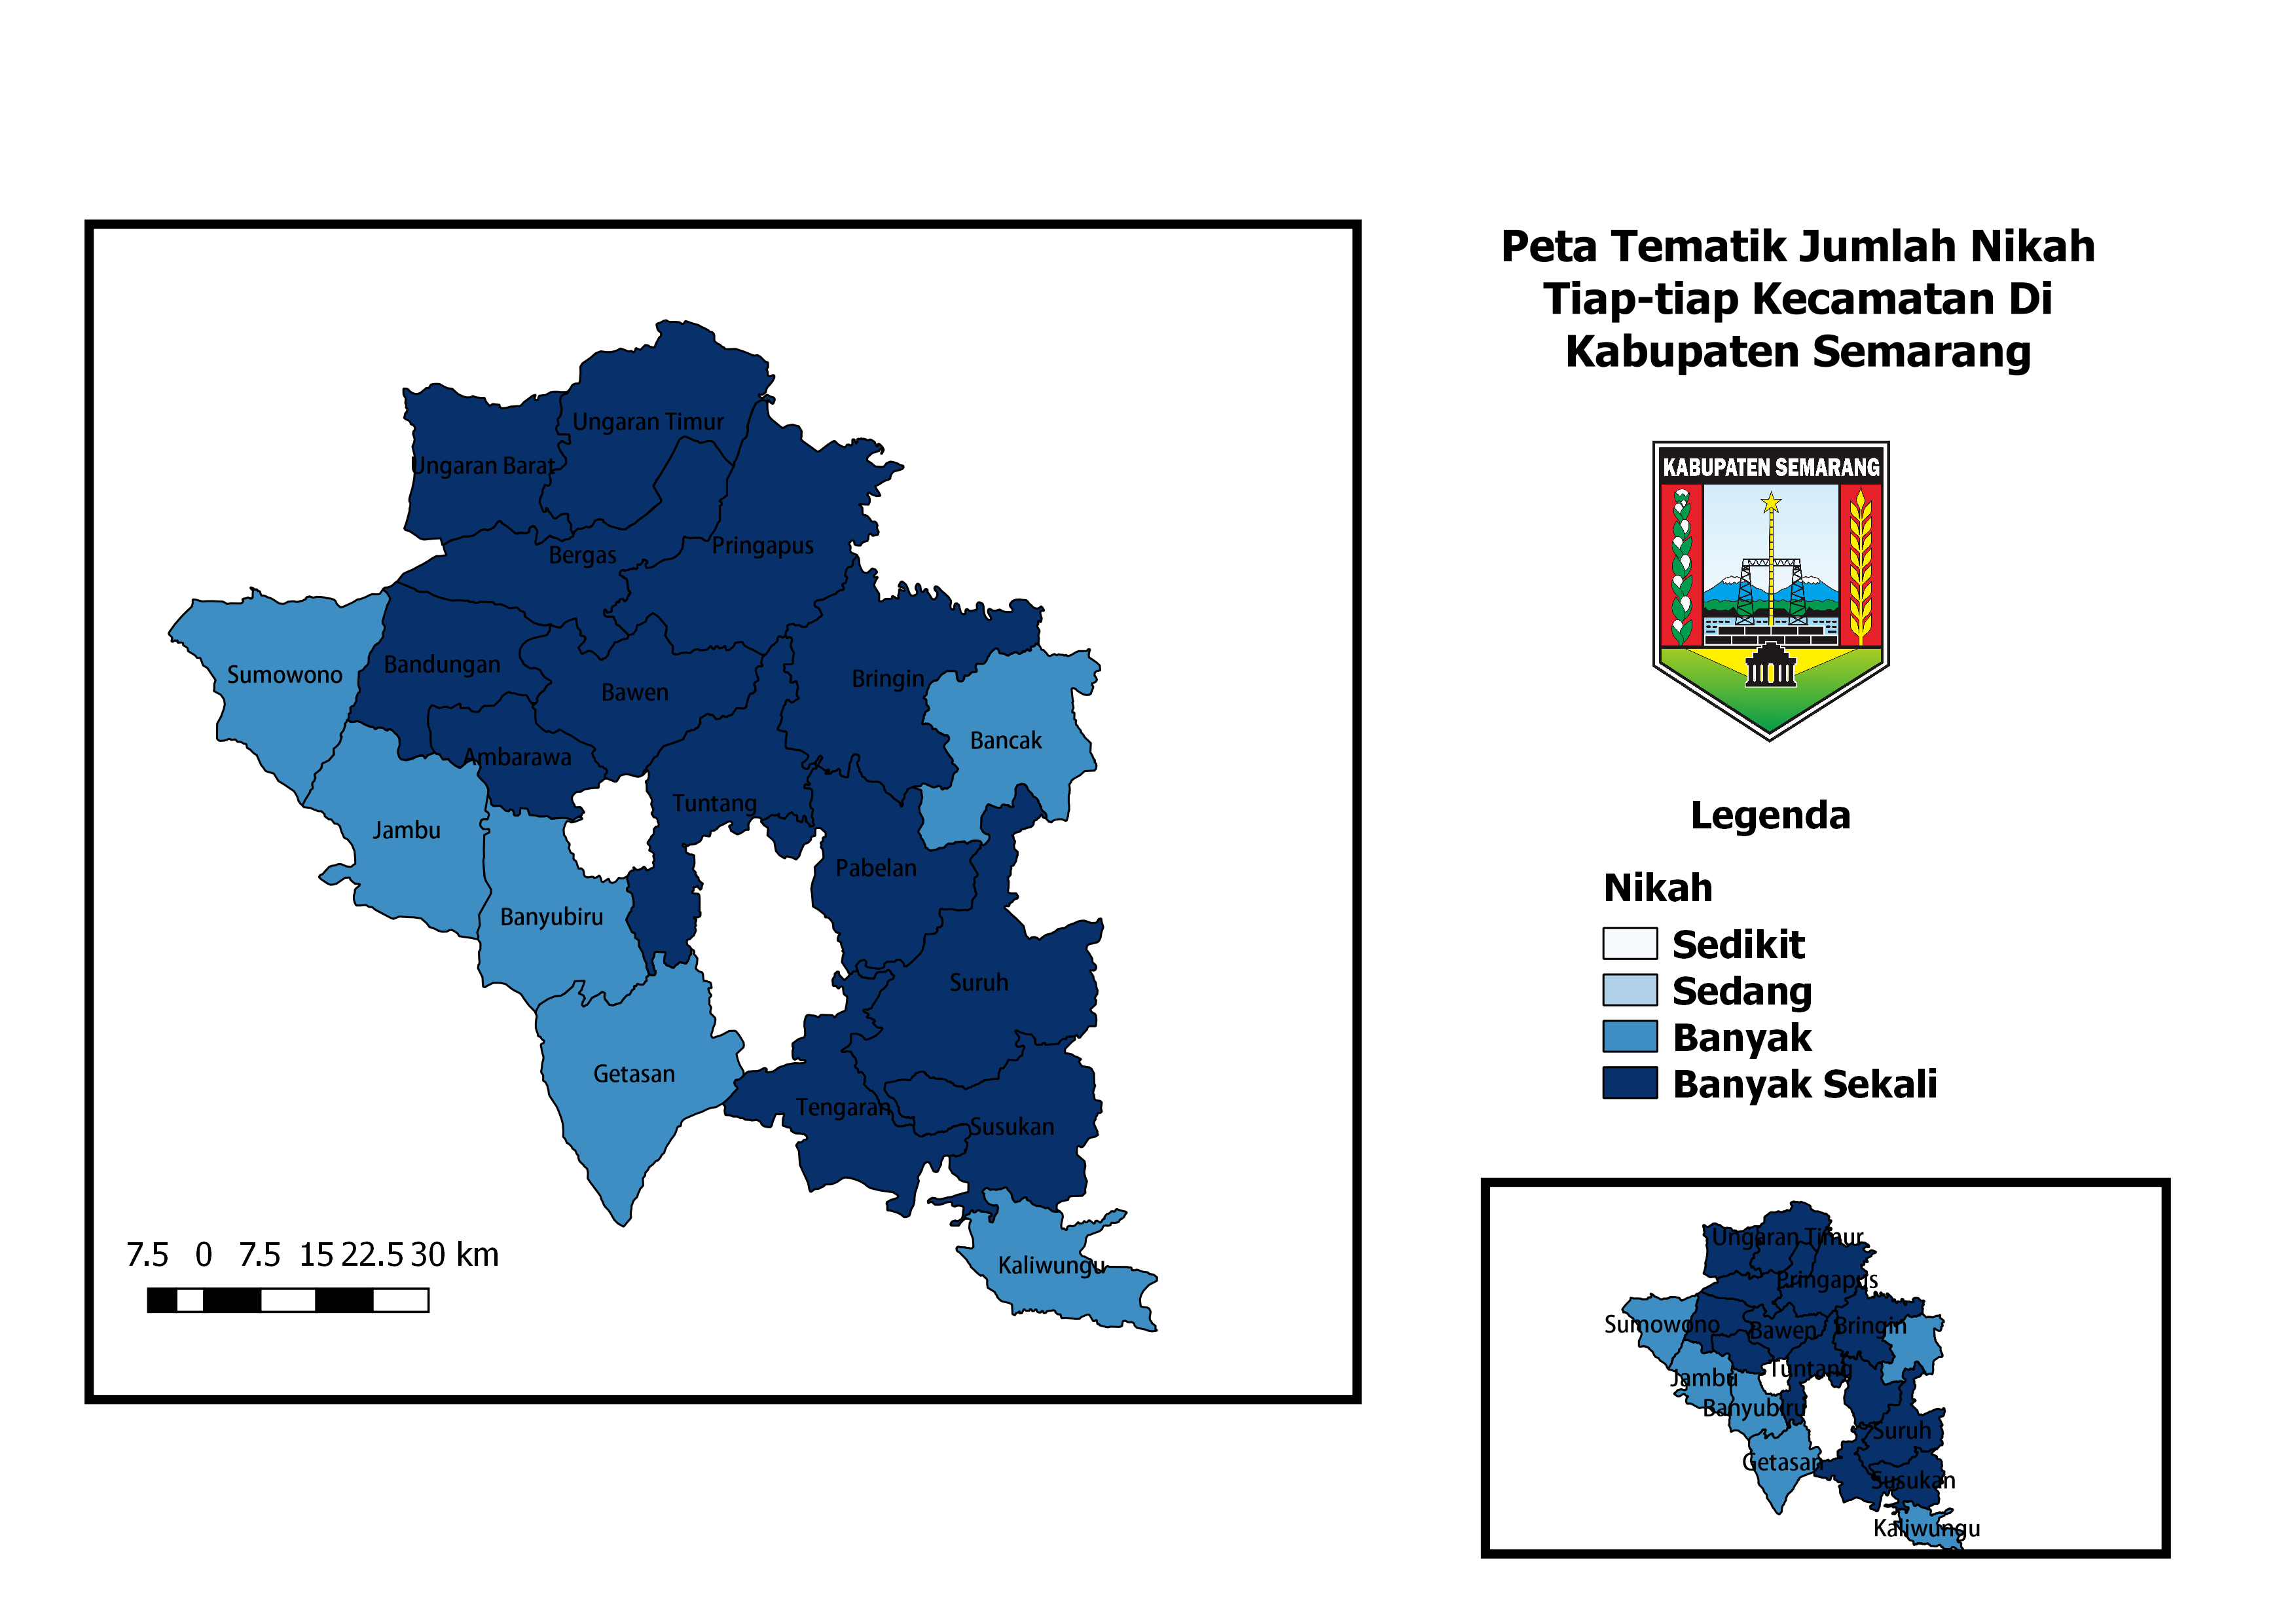 Peta Tematik Jumlah Nikah
Tiap-tiap Kecamatan Di
Kabupaten Semarang
KABUPATEN SEMARANG
Ungaran Timur
Ungaran Barat
Bergas
Pringapus
Sumowono
Bandungan
Bawen
Bringin
Bancak
Ambarawa
Tuntang
Jambu
Pabelan
Banyubiru
Suruh
Getasan
Tengaran
Susukan
Kaliwungu
7.5 0 7.5 15 22.5 30 km
Legenda
Nikah
Sedikit
Sedang
Banyak
Banyak Sekali
Ungaran Timur
Pringapus
Sumowono
Bawen
Bringin
Tuntang
Jambu
Banyubiru
Suruh
Getasan
Susukan
Kaliwungu